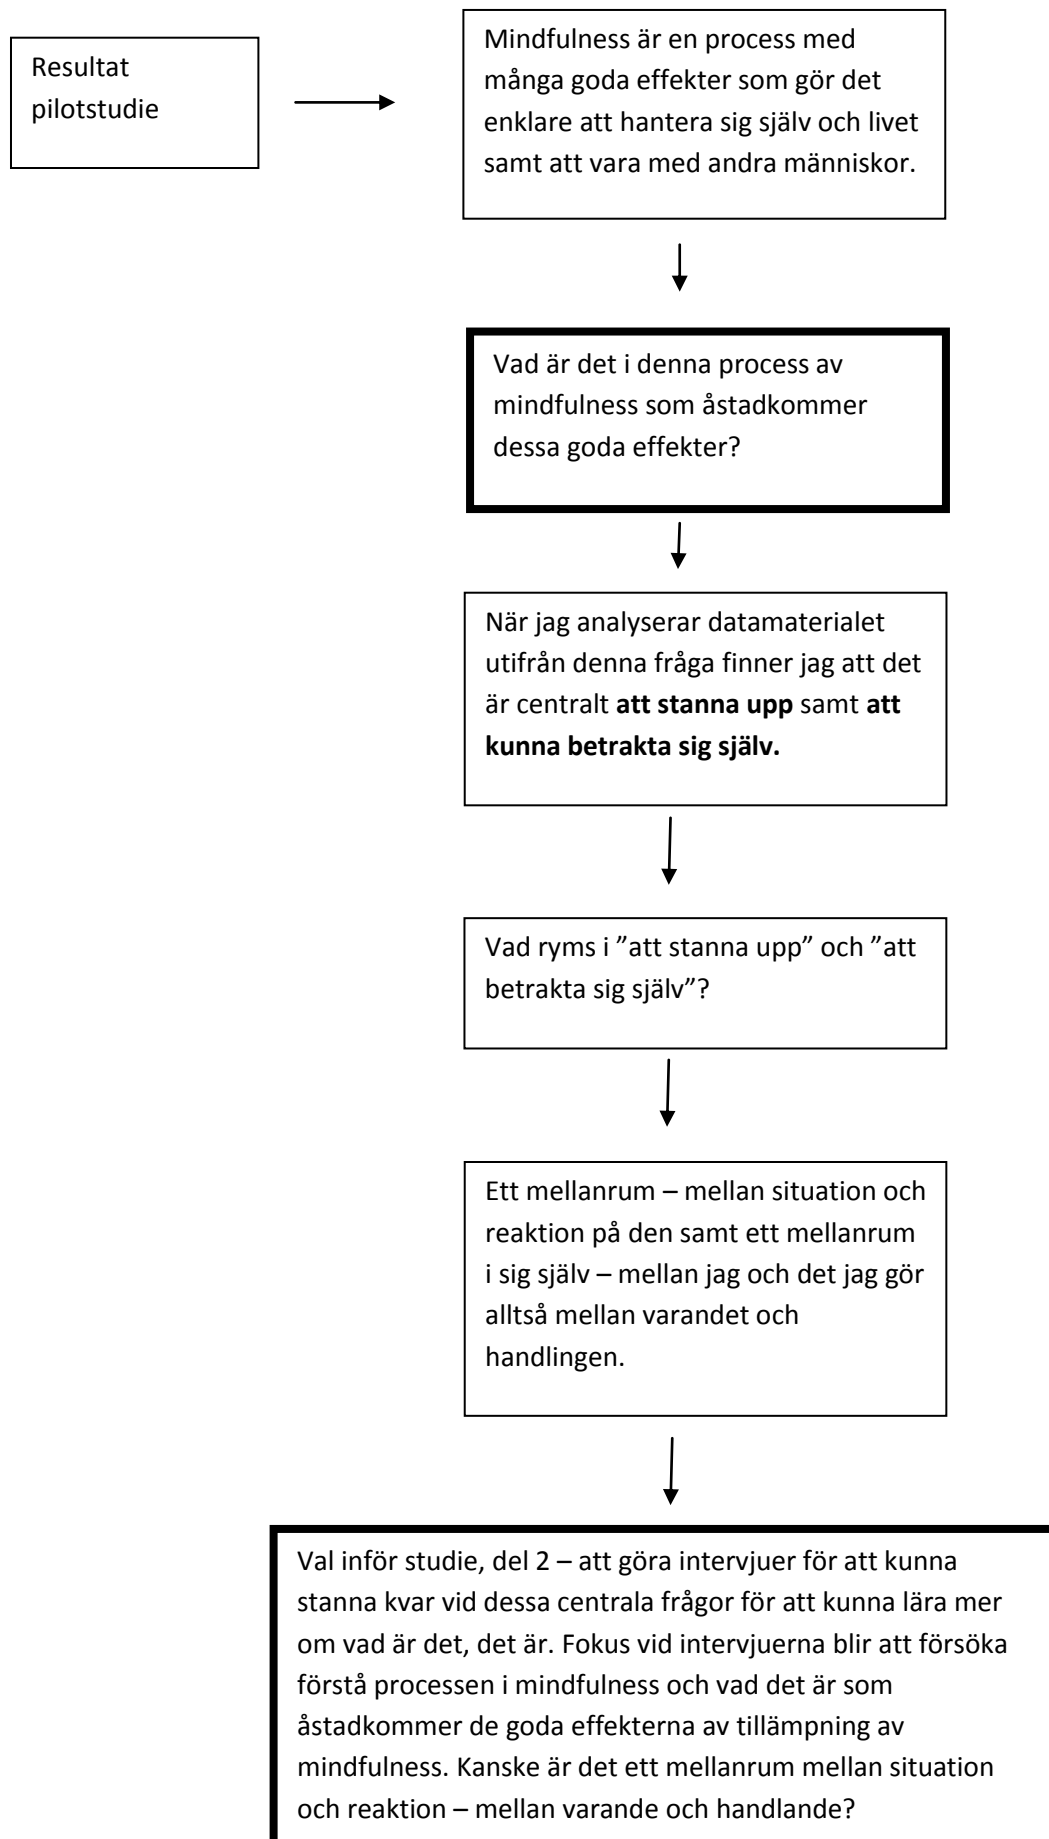 Resultat
pilotstudie
Mindfulness är en process med
många goda effekter som gör det
enklare att hantera sig själv och livet
samt att vara med andra människor.
Vad är det i denna process av
mindfulness som åstadkommer
dessa goda effekter?
När jag analyserar datamaterialet
utifrån denna fråga finner jag att det
är centralt att stanna upp samt att
kunna betrakta sig själv.
Vad ryms i ”att stanna upp” och ”att
betrakta sig själv”?
Ett mellanrum – mellan situation och
reaktion på den samt ett mellanrum
i sig själv – mellan jag och det jag gör
alltså mellan varandet och
handlingen.
Val inför studie, del 2 – att göra intervjuer för att kunna
stanna kvar vid dessa centrala frågor för att kunna lära mer
om vad är det, det är. Fokus vid intervjuerna blir att försöka
förstå processen i mindfulness och vad det är som
åstadkommer de goda effekterna av tillämpning av
mindfulness. Kanske är det ett mellanrum mellan situation
och reaktion – mellan varande och handlande?